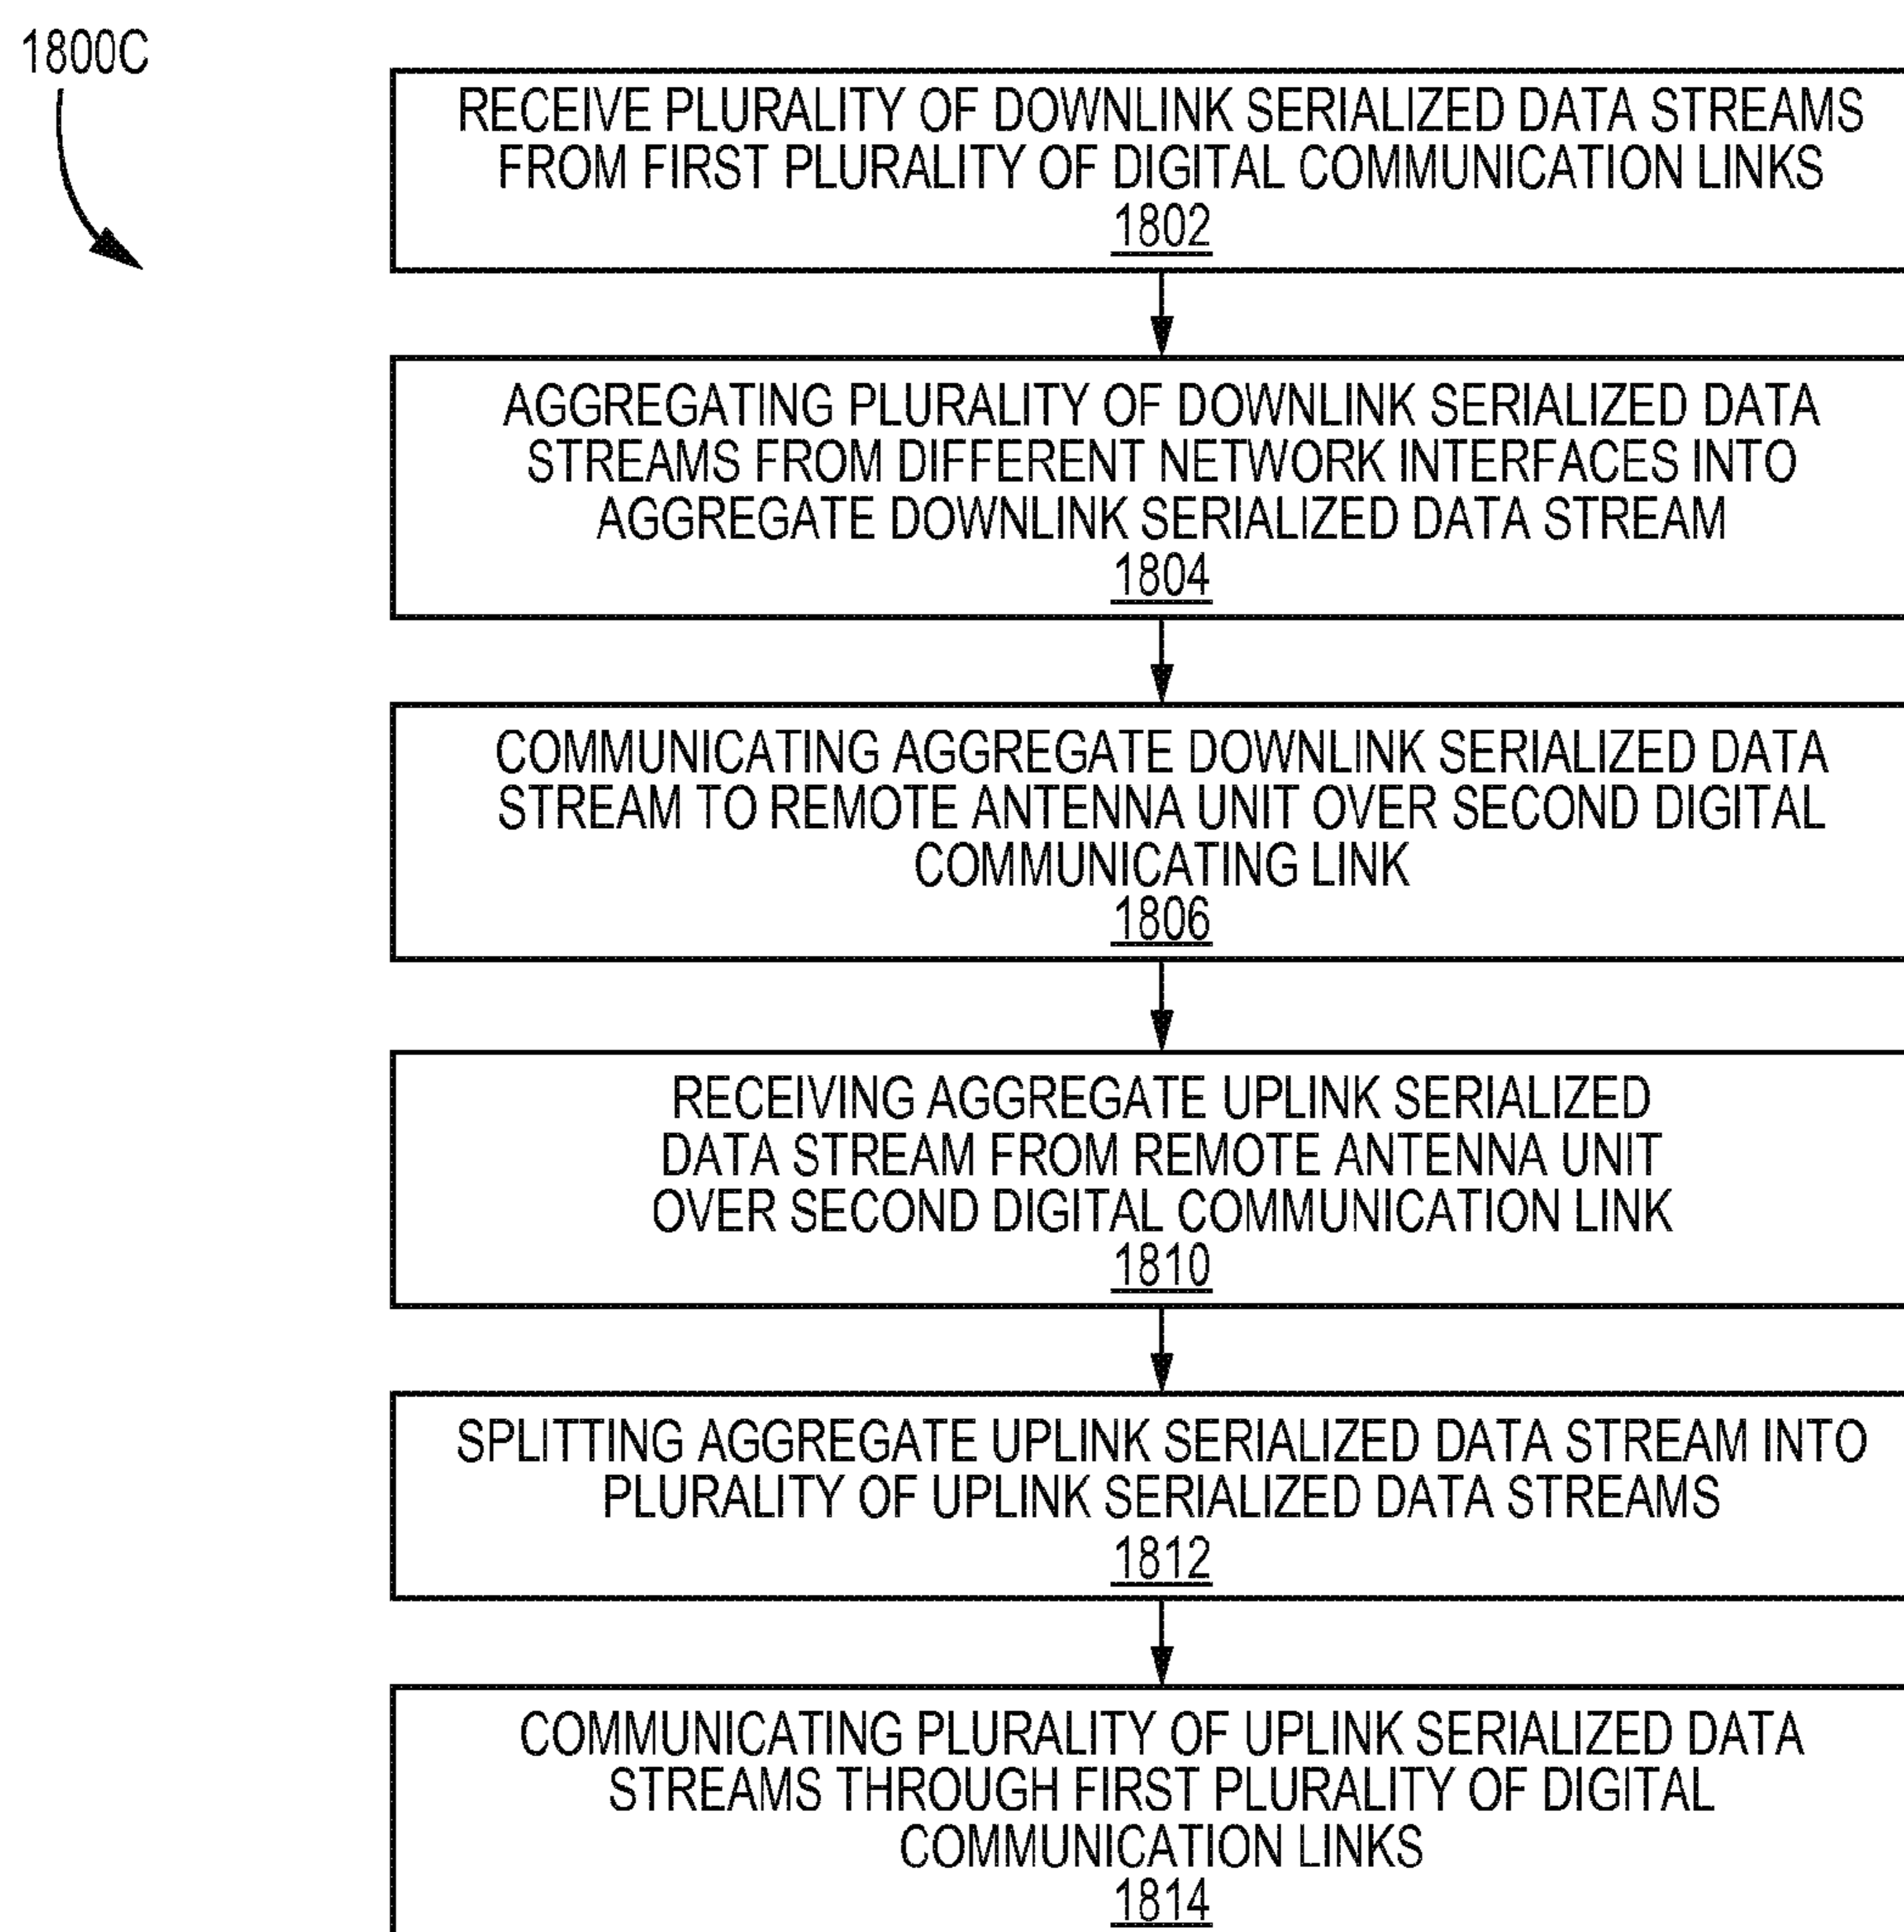 1800C
RECEIVE PLURALITY OF DOWNLINK SERIALIZED DATA STREAMS
FROM FIRST PLURALITY OF DIGITAL COMMUNICATION LINKS
1802
AGGREGATING PLURALITY OF DOWNLINK SERIALIZED DATA
STREAMS FROM DIFFERENT NETWORK INTERFACES INTO
AGGREGATE DOWNLINK SERIALIZED DATA STREAM
1804
COMMUNICATING AGGREGATE DOWNLINK SERIALIZED DATA
STREAM TO REMOTE ANTENNA UNIT OVER SECOND DIGITAL
COMMUNICATING LINK
1806
RECEIVING AGGREGATE UPLINK SERIALIZED
DATA STREAM FROM REMOTE ANTENNA UNIT
OVER SECOND DIGITAL COMMUNICATION LINK
1810
SPLITTING AGGREGATE UPLINK SERIALIZED DATA STREAM INTO
PLURALITY OF UPLINK SERIALIZED DATA STREAMS
1812
COMMUNICATING PLURALITY OF UPLINK SERIALIZED DATA
STREAMS THROUGH FIRST PLURALITY OF DIGITAL
COMMUNICATION LINKS
1814